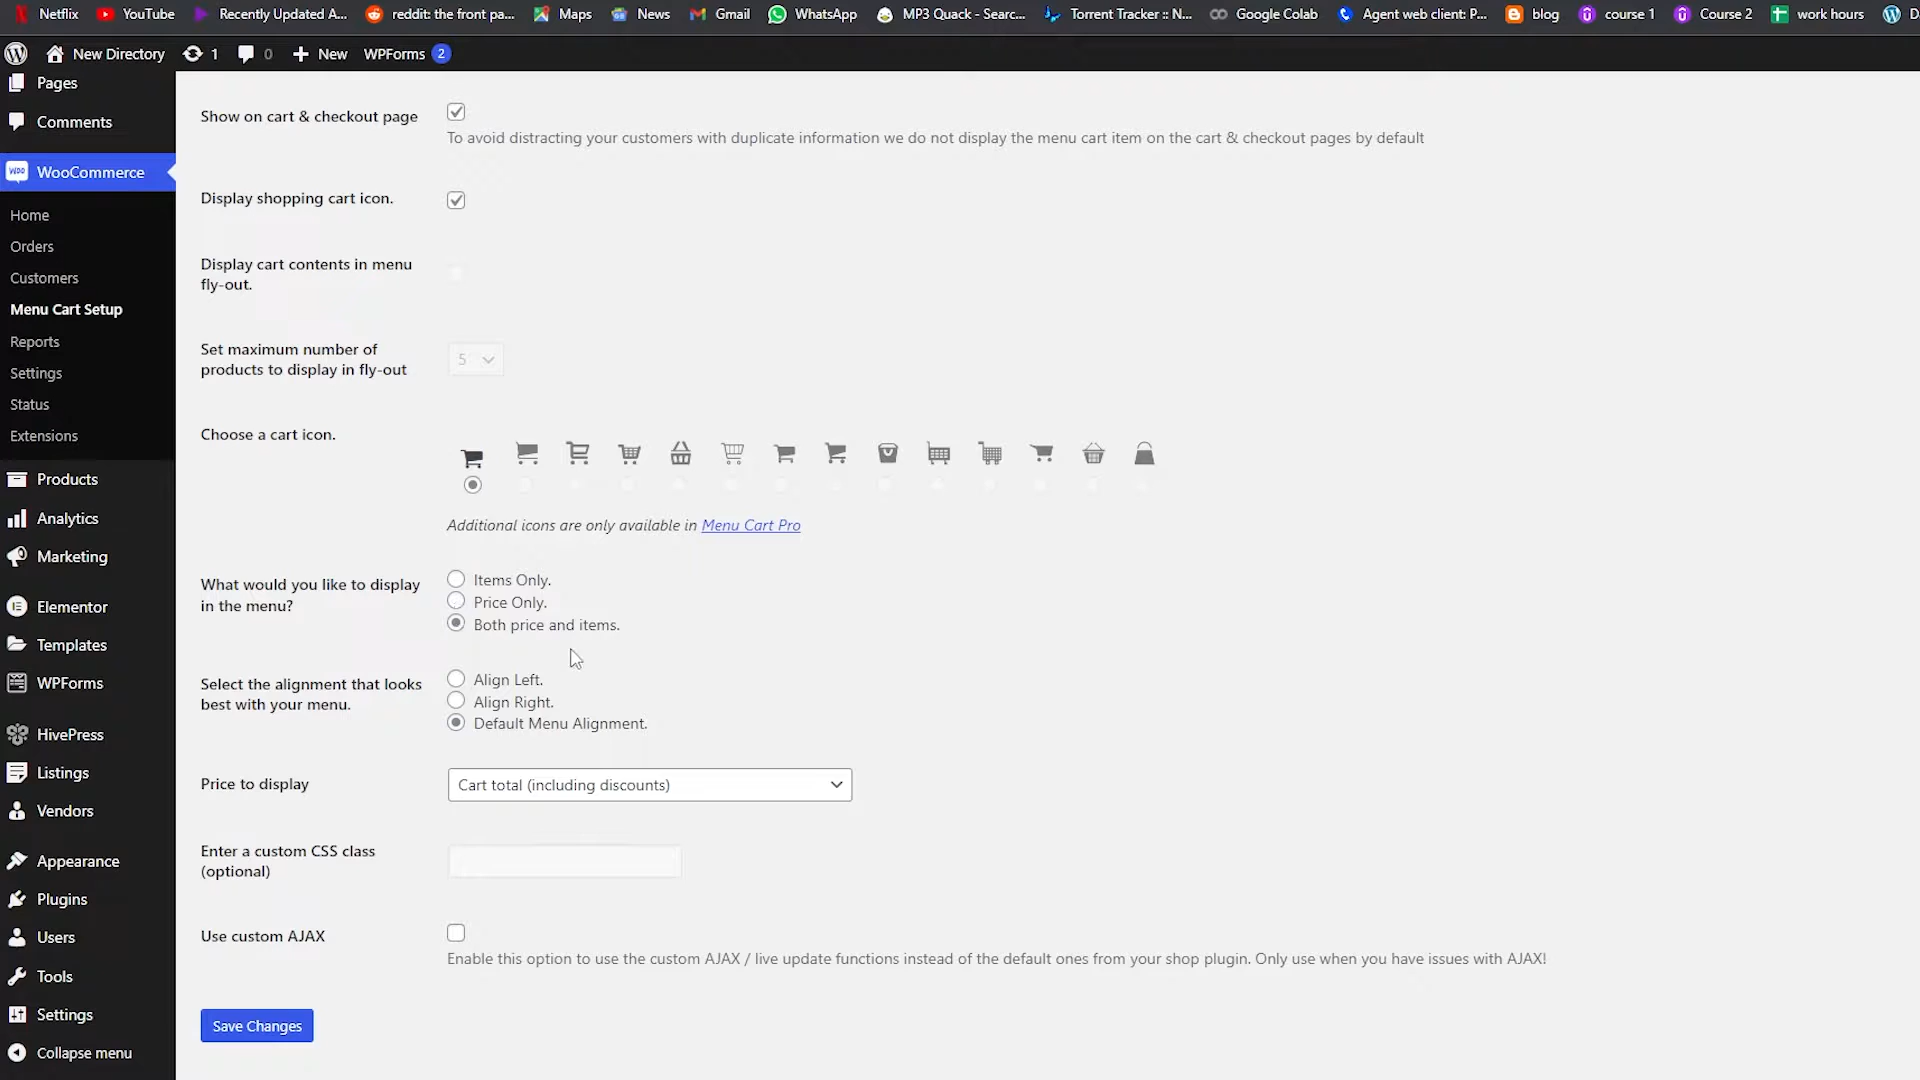 Netflix
YouTube
Recently Updated A...
reddit: the front pa...
Maps
News
Gmail
WhatsApp
MP3 Quack - Searc...
Torrent Tracker :: N...
Google Colab
Agent web client: P...
blog
course 1
Course 2
work hours
New Directory
1
0
New
WPForms 2
Pages
Comments
WooCommerce
Home
Orders
Customers
Menu Cart Setup
Reports
Settings
Status
Extensions
Products
Analytics
Marketing
Elementor
Templates
WPForms
HivePress
Listings
Vendors
Appearance
Plugins
Users
Tools
Settings
Collapse menu
Show on cart & checkout page
To avoid distracting your customers with duplicate information we do not display the menu cart item on the cart & checkout pages by default
Display shopping cart icon.
Display cart contents in menu
fly-out.
Set maximum number of
products to display in fly-out
5
Choose a cart icon.
Additional icons are only available in Menu Cart Pro
What would you like to display
in the menu?
Items Only.
Price Only.
Both price and items.
Select the alignment that looks
best with your menu.
Align Left.
Align Right.
Default Menu Alignment.
Price to display
Cart total (including discounts)
Enter a custom CSS class
(optional)
Use custom AJAX
Enable this option to use the custom AJAX / live update functions instead of the default ones from your shop plugin. Only use when you have issues with AJAX!
Save Changes